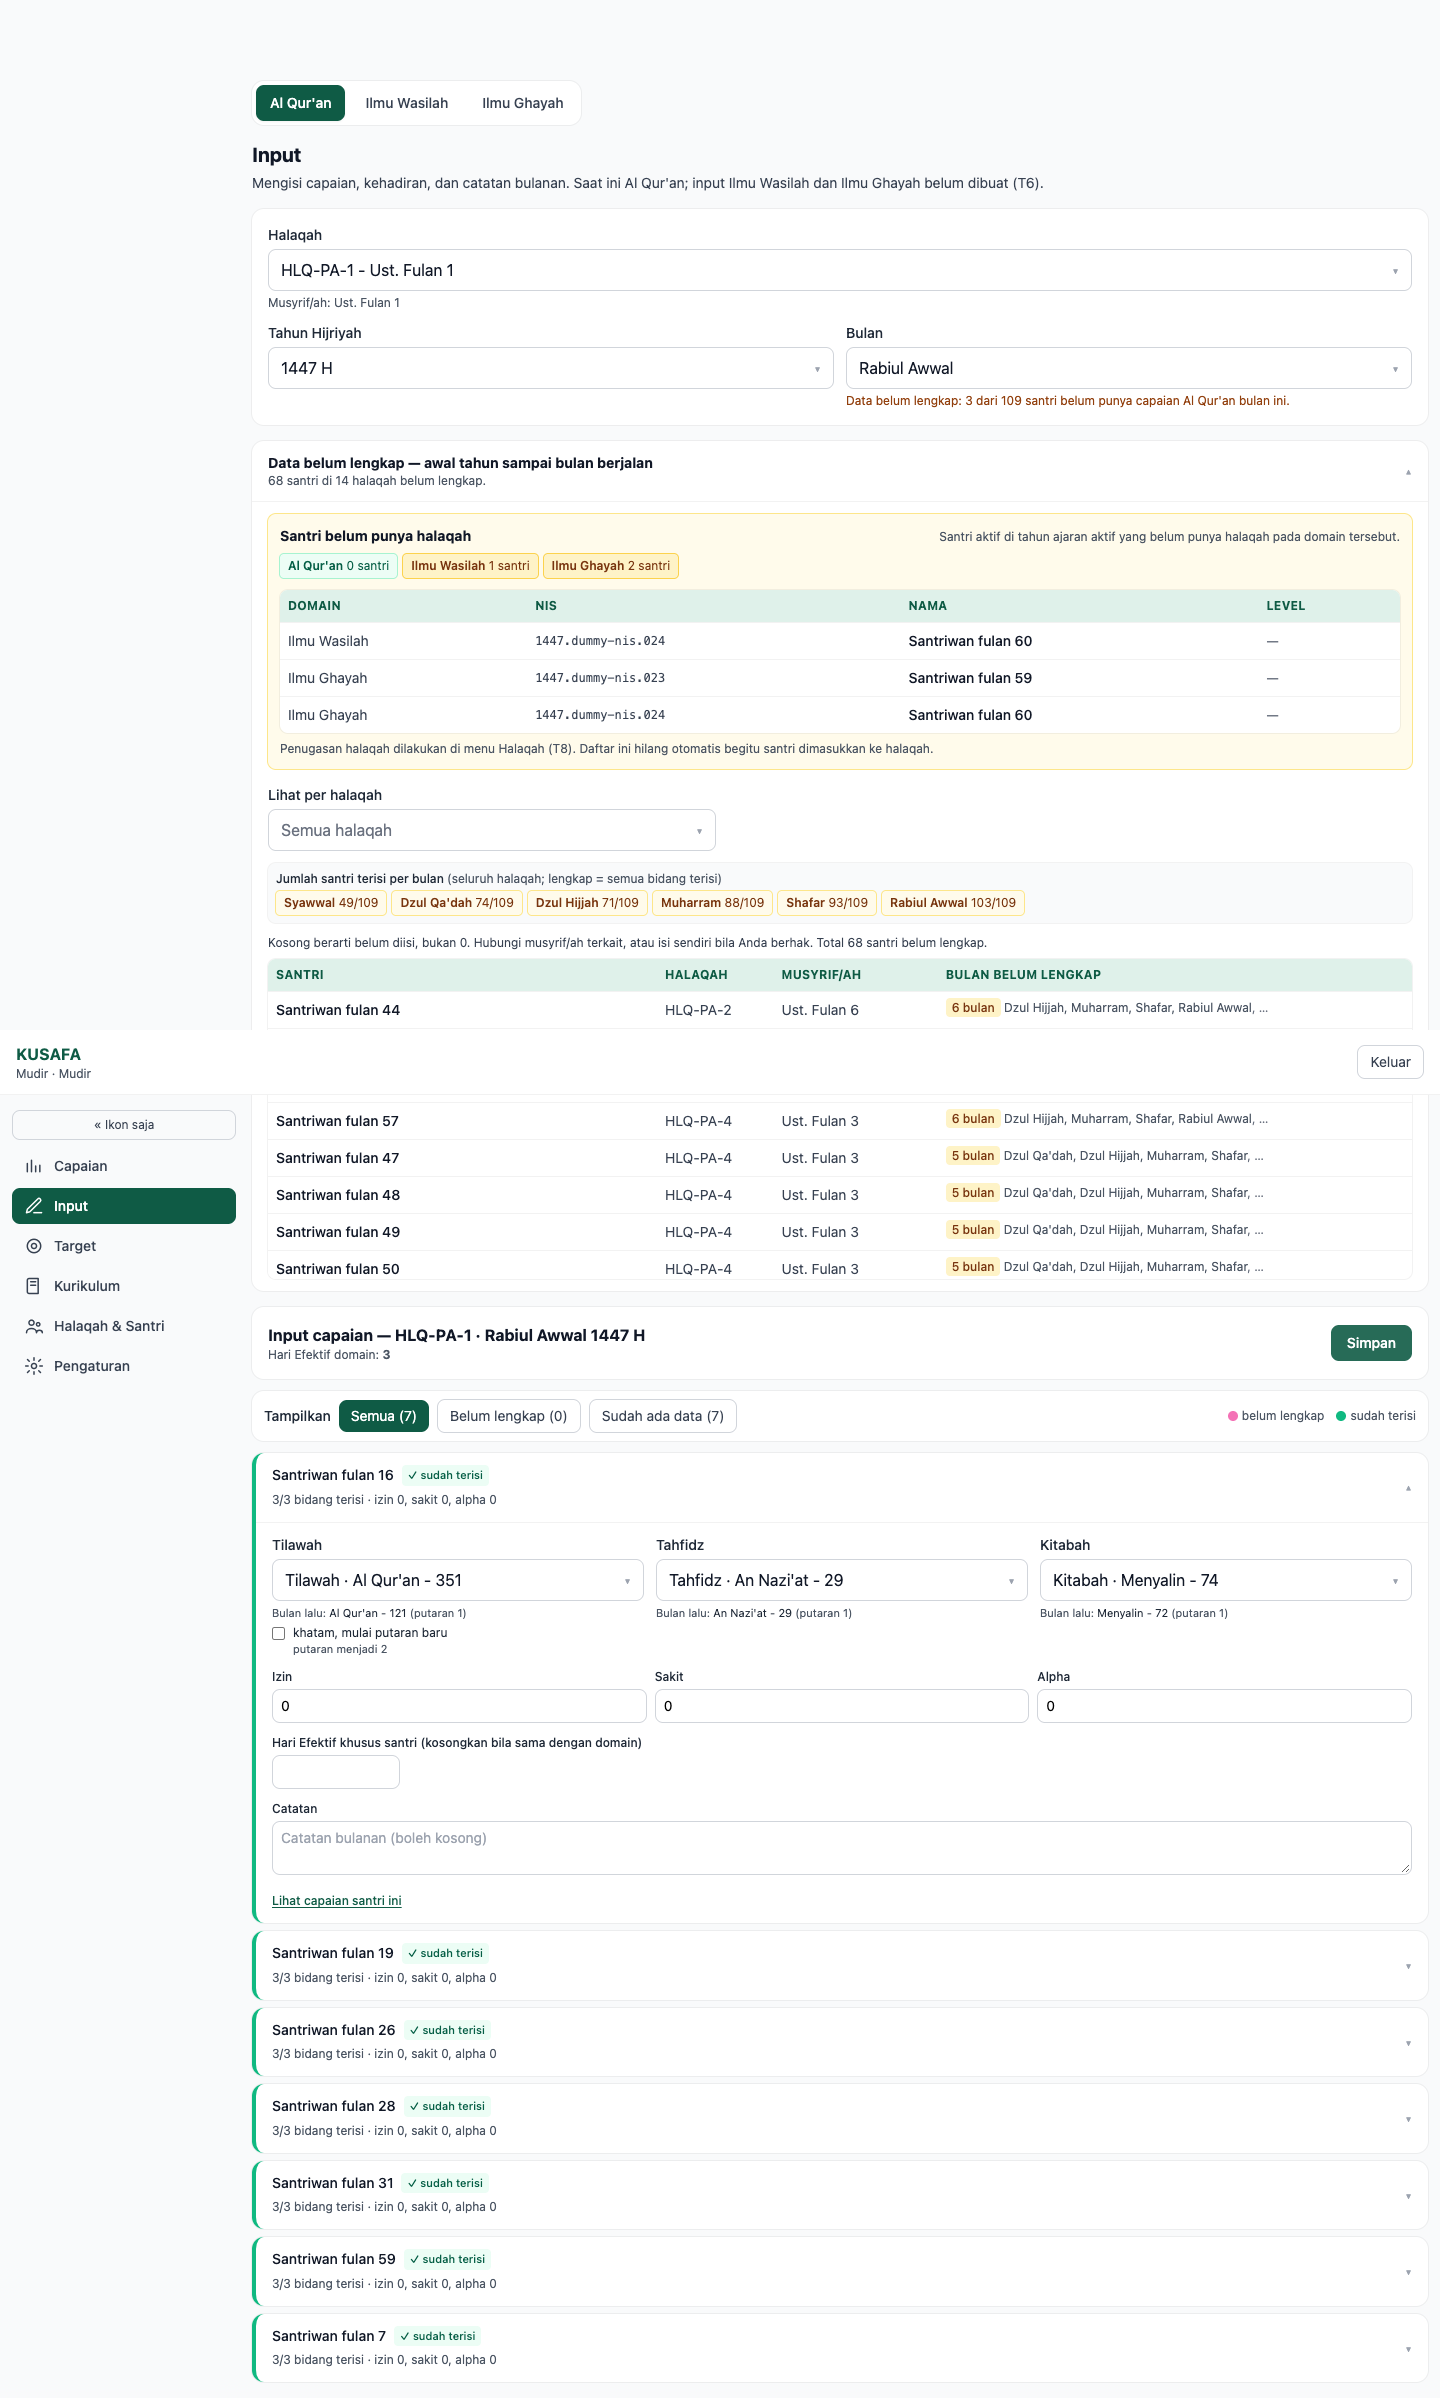 Al Qur'an
Ilmu Wasilah
Ilmu Ghayah
Input
Mengisi capaian, kehadiran, dan catatan bulanan. Saat ini Al Qur'an; input Ilmu Wasilah dan Ilmu Ghayah belum dibuat (T6).
Halaqah
HLQ-PA-1 - Ust. Fulan 1
Musyrif/ah: Ust. Fulan 1
Tahun Hijriyah
1447 H
Bulan
Rabiul Awwal
Data belum lengkap: 3 dari 109 santri belum punya capaian Al Qur'an bulan ini.
Data belum lengkap — awal tahun sampai bulan berjalan
68 santri di 14 halaqah belum lengkap.
Santri belum punya halaqah
Santri aktif di tahun ajaran aktif yang belum punya halaqah pada domain tersebut.
Al Qur'an 0 santri
Ilmu Wasilah 1 santri
Ilmu Ghayah 2 santri
DOMAIN NIS NAMA LEVEL
Ilmu Wasilah 1447.dummy-nis.024 Santriwan fulan 60 —
Ilmu Ghayah 1447.dummy-nis.023 Santriwan fulan 59 —
Ilmu Ghayah 1447.dummy-nis.024 Santriwan fulan 60 —
Penugasan halaqah dilakukan di menu Halaqah (T8). Daftar ini hilang otomatis begitu santri dimasukkan ke halaqah.
Lihat per halaqah
Semua halaqah
Jumlah santri terisi per bulan (seluruh halaqah; lengkap = semua bidang terisi)
Syawwal 49/109
Dzul Qa'dah 74/109
Dzul Hijjah 71/109
Muharram 88/109
Shafar 93/109
Rabiul Awwal 103/109
Kosong berarti belum diisi, bukan 0. Hubungi musyrif/ah terkait, atau isi sendiri bila Anda berhak. Total 68 santri belum lengkap.
SANTRI HALAQAH MUSYRIF/AH BULAN BELUM LENGKAP
Santriwan fulan 44 HLQ-PA-2 Ust. Fulan 6 6 bulan Dzul Hijjah, Muharram, Shafar, Rabiul Awwal, ...
KUSAFA
Mudir · Mudir
Keluar
« Ikon saja
Capaian
Input
Target
Kurikulum
Halaqah & Santri
Pengaturan
Santriwan fulan 57 HLQ-PA-4 Ust. Fulan 3 6 bulan Dzul Hijjah, Muharram, Shafar, Rabiul Awwal, ...
Santriwan fulan 47 HLQ-PA-4 Ust. Fulan 3 5 bulan Dzul Qa'dah, Dzul Hijjah, Muharram, Shafar, ...
Santriwan fulan 48 HLQ-PA-4 Ust. Fulan 3 5 bulan Dzul Qa'dah, Dzul Hijjah, Muharram, Shafar, ...
Santriwan fulan 49 HLQ-PA-4 Ust. Fulan 3 5 bulan Dzul Qa'dah, Dzul Hijjah, Muharram, Shafar, ...
Santriwan fulan 50 HLQ-PA-4 Ust. Fulan 3 5 bulan Dzul Qa'dah, Dzul Hijjah, Muharram, Shafar, ...
Input capaian — HLQ-PA-1 · Rabiul Awwal 1447 H
Hari Efektif domain: 3
Simpan
Tampilkan
Semua (7)
Belum lengkap (0)
Sudah ada data (7)
belum lengkap
sudah terisi
Santriwan fulan 16 ✓ sudah terisi
3/3 bidang terisi · izin 0, sakit 0, alpha 0
Tilawah
Tilawah · Al Qur'an - 351
Bulan lalu: Al Qur'an - 121 (putaran 1)
khatam, mulai putaran baru
putaran menjadi 2
Tahfidz
Tahfidz · An Nazi'at - 29
Bulan lalu: An Nazi'at - 29 (putaran 1)
Kitabah
Kitabah · Menyalin - 74
Bulan lalu: Menyalin - 72 (putaran 1)
Izin
0
Sakit
0
Alpha
0
Hari Efektif khusus santri (kosongkan bila sama dengan domain)
Catatan
Catatan bulanan (boleh kosong)
Lihat capaian santri ini
Santriwan fulan 19 ✓ sudah terisi
3/3 bidang terisi · izin 0, sakit 0, alpha 0
Santriwan fulan 26 ✓ sudah terisi
3/3 bidang terisi · izin 0, sakit 0, alpha 0
Santriwan fulan 28 ✓ sudah terisi
3/3 bidang terisi · izin 0, sakit 0, alpha 0
Santriwan fulan 31 ✓ sudah terisi
3/3 bidang terisi · izin 0, sakit 0, alpha 0
Santriwan fulan 59 ✓ sudah terisi
3/3 bidang terisi · izin 0, sakit 0, alpha 0
Santriwan fulan 7 ✓ sudah terisi
3/3 bidang terisi · izin 0, sakit 0, alpha 0